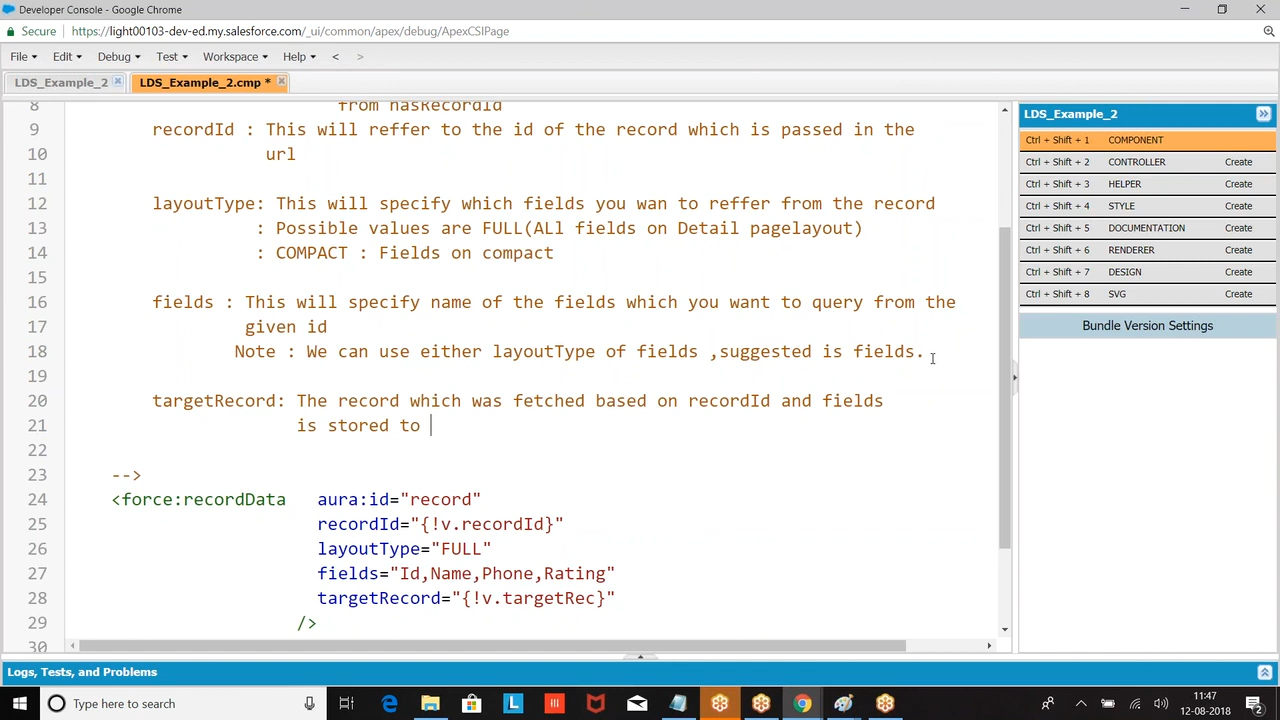 Developer Console - Google Chrome
Secure https://light00103-dev-ed.my.salesforce.com/_ui/common/apex/debug/ApexCSIPage
File Edit Debug Test Workspace Help < >
LDS_Example_2 LDS_Example_2.cmp *
8 from hasRecordId
9 recordId : This will reffer to the id of the record which is passed in the
10 url
11
12 layoutType: This will specify which fields you wan to reffer from the record
13 : Possible values are FULL(ALl fields on Detail pagelayout)
14 : COMPACT : Fields on compact
15
16 fields : This will specify name of the fields which you want to query from the
17 given id
18 Note : We can use either layoutType of fields ,suggested is fields.
19
20 targetRecord: The record which was fetched based on recordId and fields
21 is stored to
22
23 -->
24 <force:recordData aura:id="record"
25 recordId="{!v.recordId}"
26 layoutType="FULL"
27 fields="Id,Name,Phone,Rating"
28 targetRecord="{!v.targetRec}"
29 />
30
LDS_Example_2
Ctrl + Shift + 1 COMPONENT
Ctrl + Shift + 2 CONTROLLER Create
Ctrl + Shift + 3 HELPER Create
Ctrl + Shift + 4 STYLE Create
Ctrl + Shift + 5 DOCUMENTATION Create
Ctrl + Shift + 6 RENDERER Create
Ctrl + Shift + 7 DESIGN Create
Ctrl + Shift + 8 SVG Create
Bundle Version Settings
Logs, Tests, and Problems
Type here to search
11:47
12-08-2018